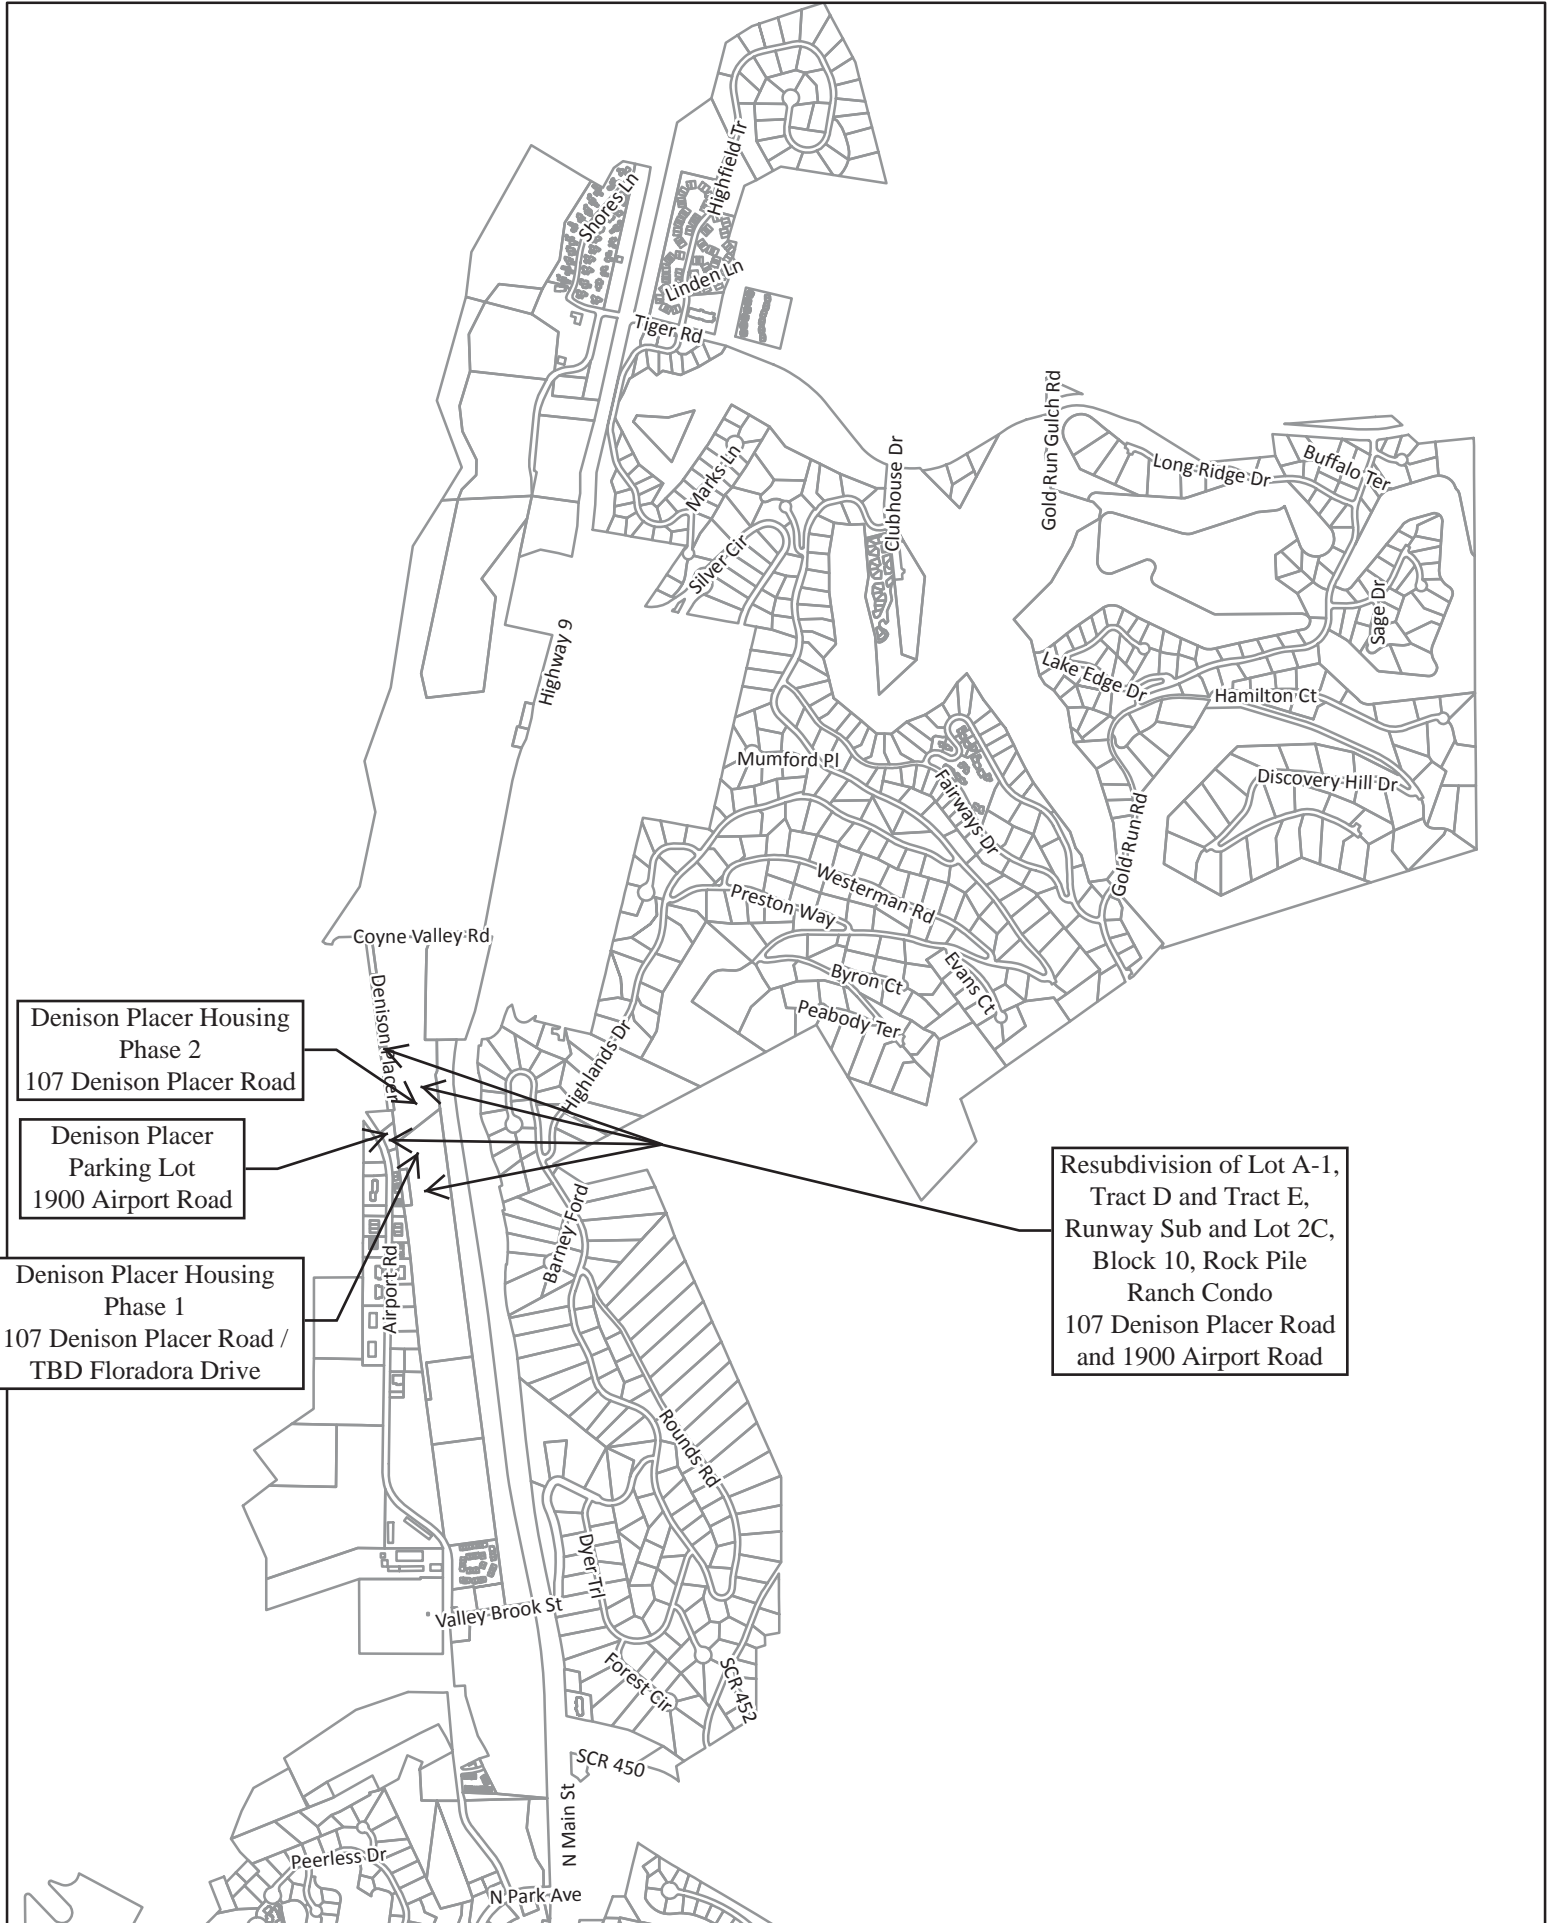 Highfield Tr
Shores Ln
Linden Ln
Tiger Rd
Gold Run Gulch Rd
Clubhouse Dr
Marks Ln
Long Ridge Dr
Buffalo Ter
Silver Cir
Sage Dr
Highway 9
Lake Edge Dr
Hamilton Ct
Mumford Pl
Fairways Dr
Discovery Hill Dr
Gold Run Rd
Westerman Rd
Preston Way
Coyne Valley Rd
Evans Ct
Byron Ct
Denison Placer
Peabody Ter
Highlands Dr
Denison Placer Housing
Phase 2
107 Denison Placer Road
Denison Placer
Parking Lot
1900 Airport Road
Resubdivision of Lot A-1,
Tract D and Tract E,
Runway Sub and Lot 2C,
Block 10, Rock Pile
Ranch Condo
107 Denison Placer Road
and 1900 Airport Road
Barney Ford
Airport Rd
Denison Placer Housing
Phase 1
107 Denison Placer Road /
TBD Floradora Drive
Rounds Rd
Dyer Trl
Valley Brook St
Forest Cir
SCR 452
SCR 450
N Main St
Peerless Dr
N Park Ave